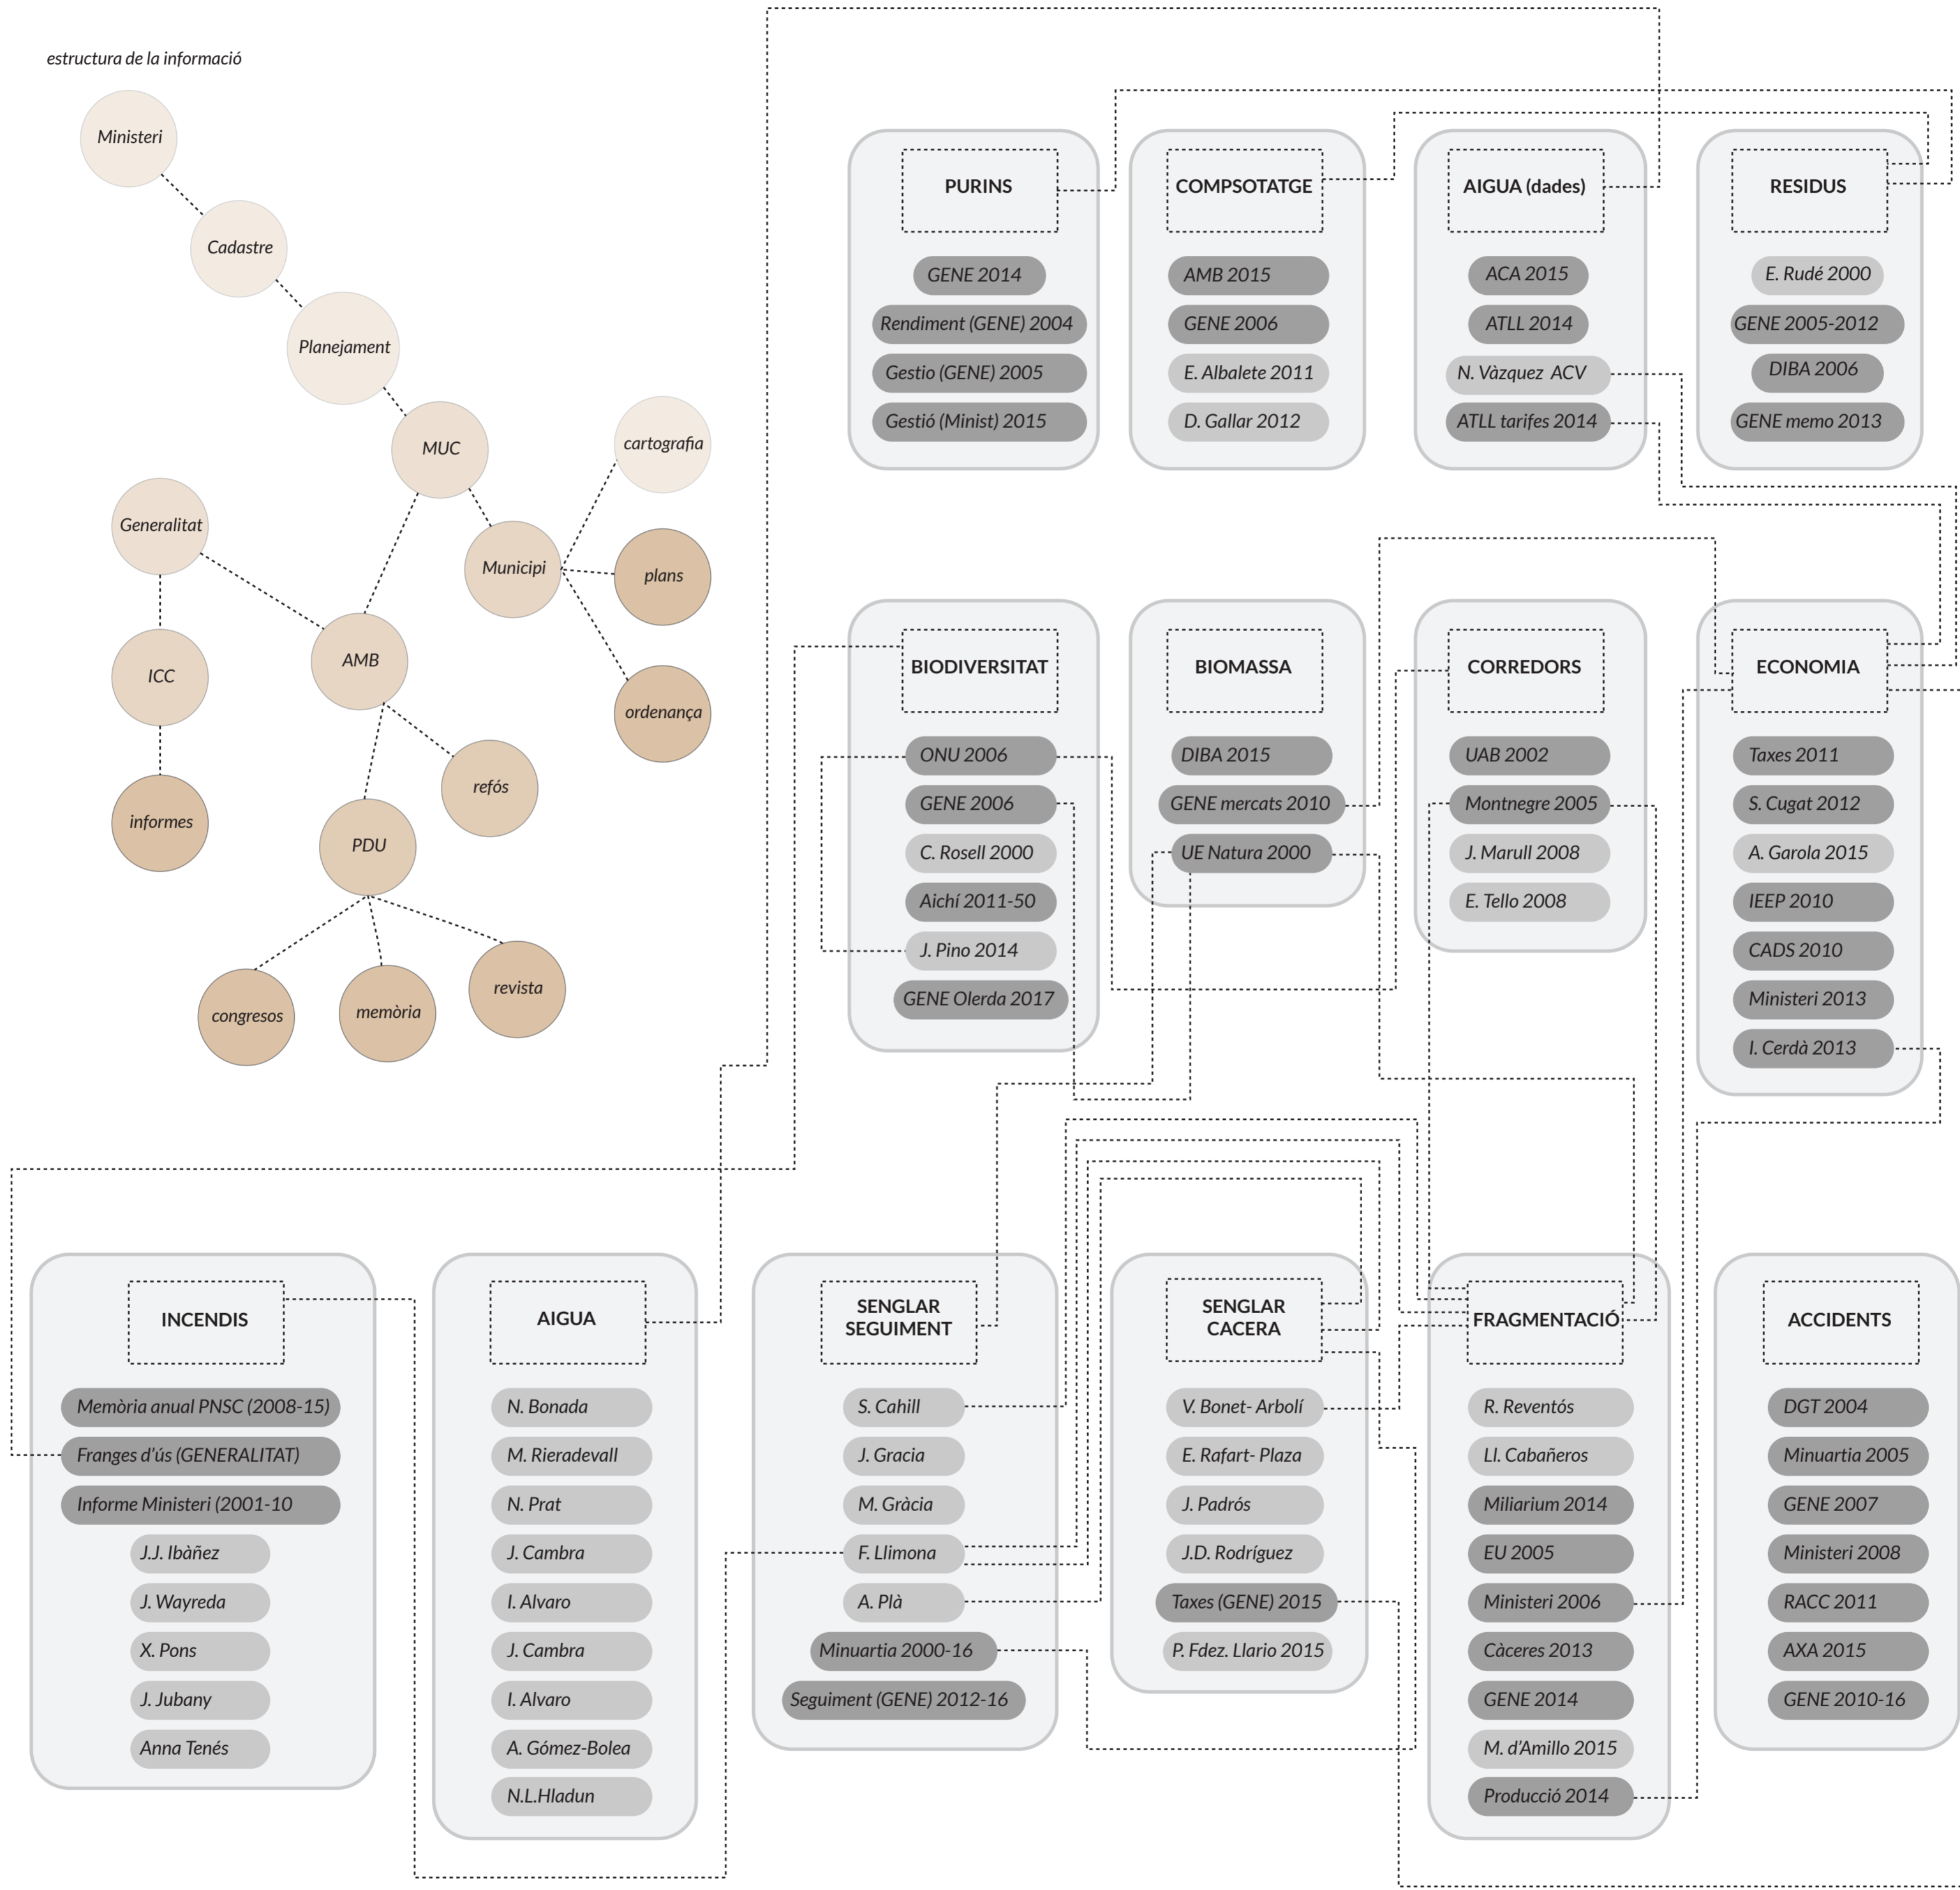 estructura de la informació
Ministeri
Cadastre
Planejament
MUC
cartografia
Generalitat
Municipi
plans
ICC
AMB
ordenança
refós
informes
PDU
congresos
memòria
revista
PURINS
GENE 2014
Rendiment (GENE) 2004
Gestio (GENE) 2005
Gestió (Minist) 2015
COMPSOTATGE
AMB 2015
GENE 2006
E. Albalete 2011
D. Gallar 2012
AIGUA (dades)
ACA 2015
ATLL 2014
N. Vàzquez ACV
ATLL tarifes 2014
RESIDUS
E. Rudé 2000
GENE 2005-2012
DIBA 2006
GENE memo 2013
BIODIVERSITAT
ONU 2006
GENE 2006
C. Rosell 2000
Aichí 2011-50
J. Pino 2014
GENE Olerda 2017
BIOMASSA
DIBA 2015
GENE mercats 2010
UE Natura 2000
CORREDORS
UAB 2002
Montnegre 2005
J. Marull 2008
E. Tello 2008
ECONOMIA
Taxes 2011
S. Cugat 2012
A. Garola 2015
IEEP 2010
CADS 2010
Ministeri 2013
I. Cerdà 2013
INCENDIS
Memòria anual PNSC (2008-15)
Franges d'ús (GENERALITAT)
Informe Ministeri (2001-10
J.J. Ibàñez
J. Wayreda
X. Pons
J. Jubany
Anna Tenés
AIGUA
N. Bonada
M. Rieradevall
N. Prat
J. Cambra
I. Alvaro
J. Cambra
I. Alvaro
A. Gómez-Bolea
N.L.Hladun
SENGLAR
SEGUIMENT
S. Cahill
J. Gracia
M. Gràcia
F. Llimona
A. Plà
Minuartia 2000-16
Seguiment (GENE) 2012-16
SENGLAR
CACERA
V. Bonet- Arbolí
E. Rafart- Plaza
J. Padrós
J.D. Rodríguez
Taxes (GENE) 2015
P. Fdez. Llario 2015
FRAGMENTACIÓ
R. Reventós
Ll. Cabañeros
Miliarium 2014
EU 2005
Ministeri 2006
Càceres 2013
GENE 2014
M. d'Amillo 2015
Producció 2014
ACCIDENTS
DGT 2004
Minuartia 2005
GENE 2007
Ministeri 2008
RACC 2011
AXA 2015
GENE 2010-16